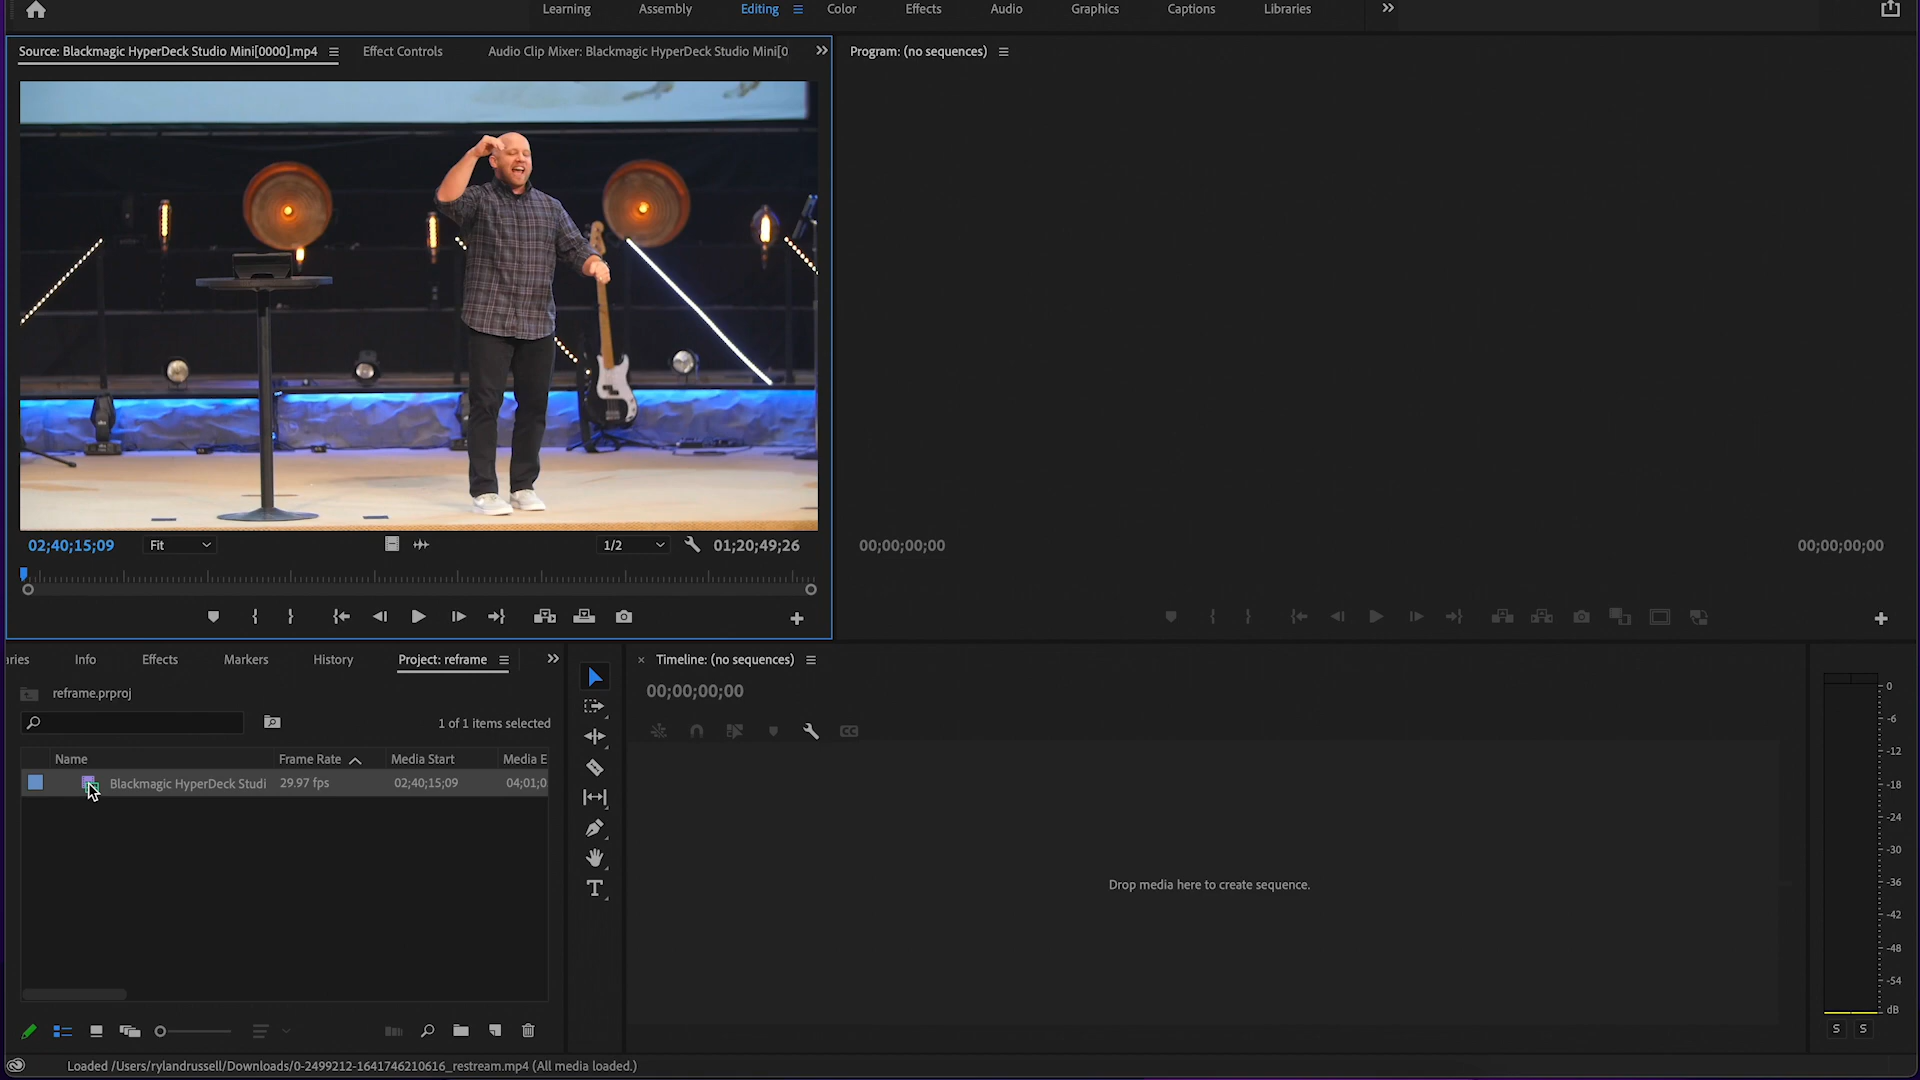 Learning Assembly Editing Color Effects Audio Graphics Captions Libraries
Source: Blackmagic HyperDeck Studio Mini[0000].mp4 Effect Controls Audio Clip Mixer: Blackmagic HyperDeck Studio Mini[0
Program: (no sequences)
02;40;15;09 Fit 1/2 01;20;49;26
00;00;00;00 00;00;00;00
aries Info Effects Markers History Project: reframe
Timeline: (no sequences)
reframe.prproj
00;00;00;00
1 of 1 items selected
Name Frame Rate Media Start Media E
Blackmagic HyperDeck Studi 29.97 fps 02;40;15;09 04;01;0
CC
T
Drop media here to create sequence.
0
-6
-12
-18
-24
-30
-36
-42
-48
-54
dB
S S
Loaded /Users/rylandrussell/Downloads/0-2499212-1641746210616_restream.mp4 (All media loaded.)